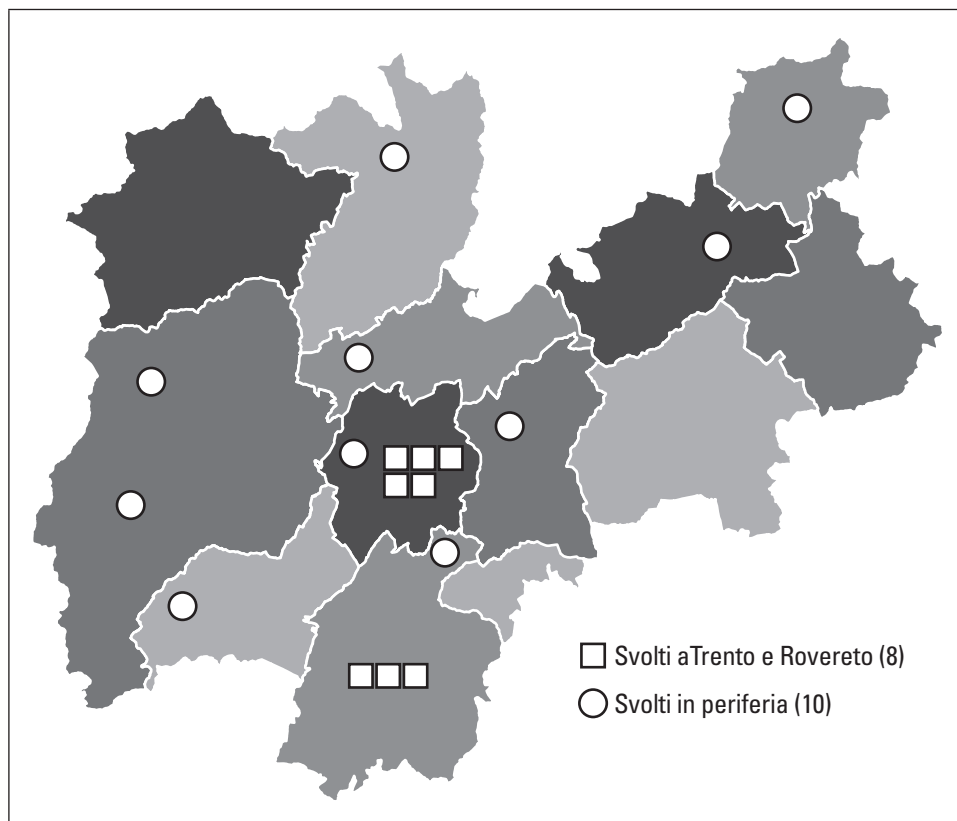 Svolti aTrento e Rovereto (8)
Svolti in periferia (10)